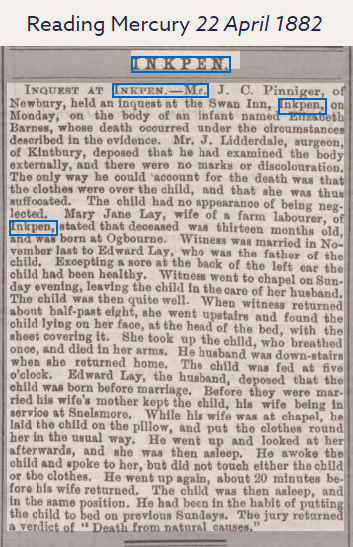 Reading Mercury 22 April 1882
INKPEN.
INQUEST AT INKPEN.—Mr. J. C. Pinniger, of
Newbury, held an inquest at the Swan Inn, Inkpen, on
Monday, on the body of an infant named Elizabeth
Barnes, whose death occurred under the circumstances
described in the evidence. Mr. J. Lidderdale, surgeon,
of Kintbury, deposed that he had examined the body
externally, and there were no marks or discolouration.
The only way he could account for the death was that
the clothes were over the child, and that she was thus
suffocated. The child had no appearance of being neg-
lected. Mary Jane Lay, wife of a farm labourer, of
Inkpen, stated that deceased was thirteen months old,
and was born at Ogbourne. Witness was married in No-
vember last to Edward Lay, who was the father of the
child. Excepting a sore at the back of the left ear the
child had been healthy. Witness went to chapel on Sun-
day evening, leaving the child in the care of her husband.
The child was then quite well. When witness returned
about half-past eight, she went upstairs and found the
child lying on her face, at the head of the bed, with the
sheet covering it. She took up the child, who breathed
once, and died in her arms. He husband was down-stairs
when she returned home. The child was fed at five
o'clock. Edward Lay, the husband, deposed that the
child was born before marriage. Before they were mar-
ried his wife's mother kept the child, his wife being in
service at Snelsmore. While his wife was at chapel, he
laid the child on the pillow, and put the clothes round
her in the usual way. He went up and looked at her
afterwards, and she was then asleep. He awoke the
child and spoke to her, but did not touch either the child
or the clothes. He went up again, about 20 minutes be-
fore his wife returned. The child was then asleep, and
in the same position. He had been in the habit of putting
the child to bed on previous Sundays. The jury returned
a verdict of "Death from natural causes."